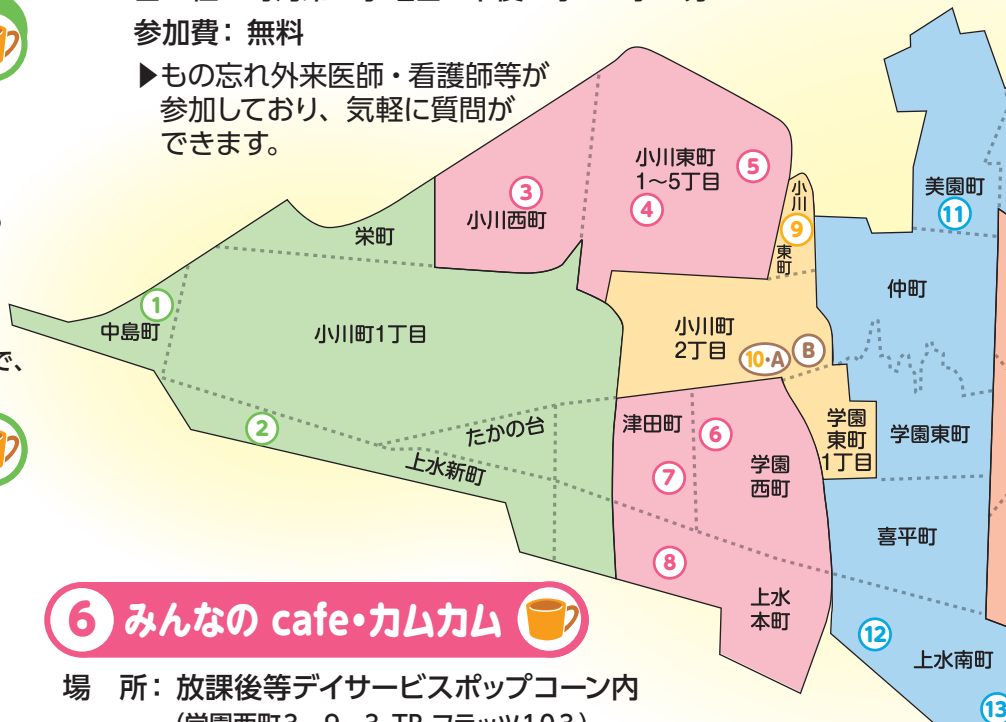 参加費：無料
▶もの忘れ外来医師・看護師等が
参加しており、気軽に質問が
できます。
で、
栄町
3
小川西町
小川東町
1～5丁目
5
4
小川
9
東町
美園町
11
1
中島町
小川町1丁目
小川町
2丁目
10・A
B
仲町
2
たかの台
上水新町
津田町
6
7
学園
西町
学園
東町
1丁目
学園東町
8
上水
本町
喜平町
12
上水南町
13
6 みんなの cafe・カムカム
場 所：放課後等デイサービスポップコーン内